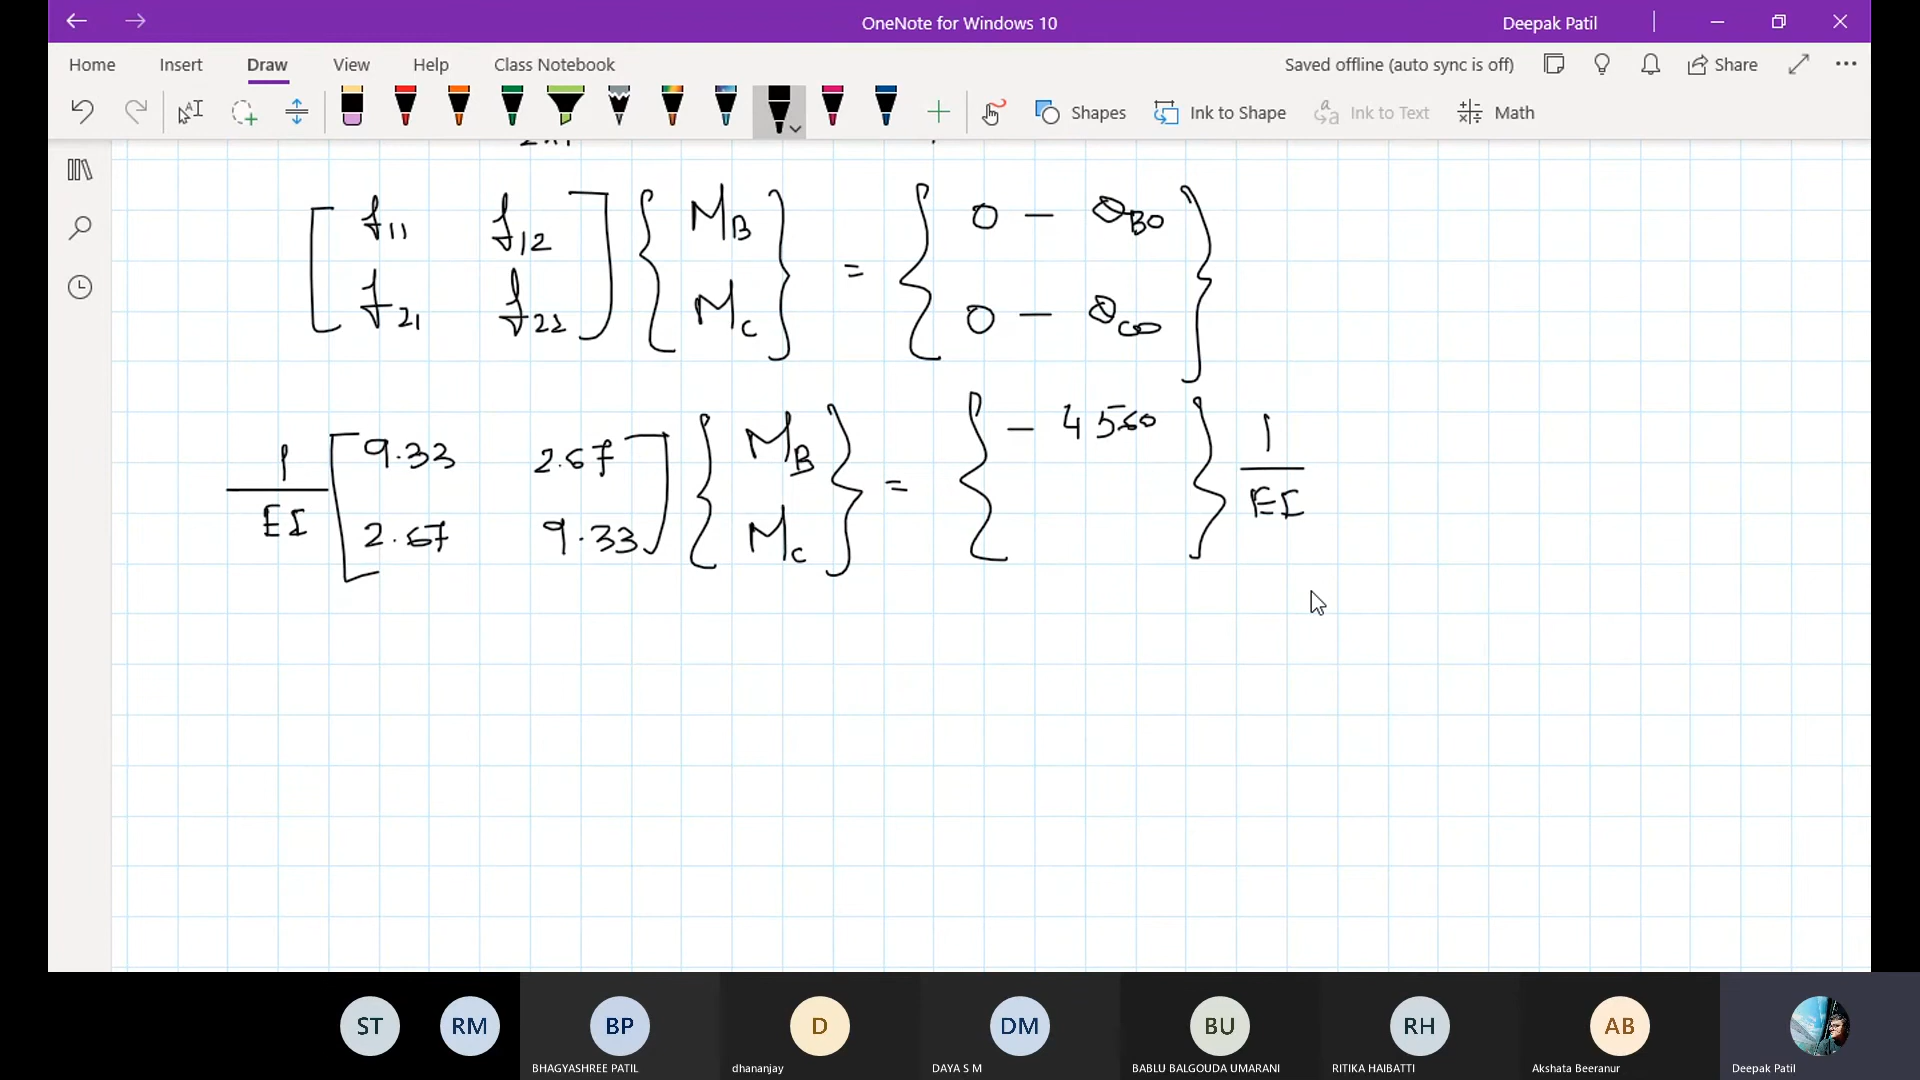 OneNote for Windows 10
Deepak Patil
Home Insert Draw View Help Class Notebook
Saved offline (auto sync is off) Share
Shapes Ink to Shape Ink to Text Math
[ f11 f12 ] { MB } = { 0 - θB0 }
[ f21 f22 ] { MC } = { 0 - θC0 }
1/EI [ 9.33 2.67 ] { MB } = { - 4560 } 1/EI
[ 2.67 9.33 ] { MC }
ST RM BP D DM BU RH AB
BHAGYASHREE PATIL dhananjay DAYA S M BABLU BALGOUDA UMARANI RITIKA HAIBATTI Akshata Beeranur Deepak Patil